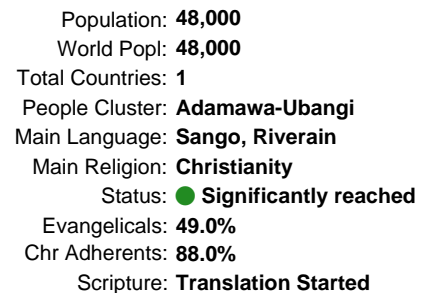 Population: 48,000
World Popl: 48,000
Total Countries: 1
People Cluster: Adamawa-Ubangi
Main Language: Sango, Riverain
Main Religion: Christianity
Status: Significantly reached
Evangelicals: 49.0%
Chr Adherents: 88.0%
Scripture: Translation Started